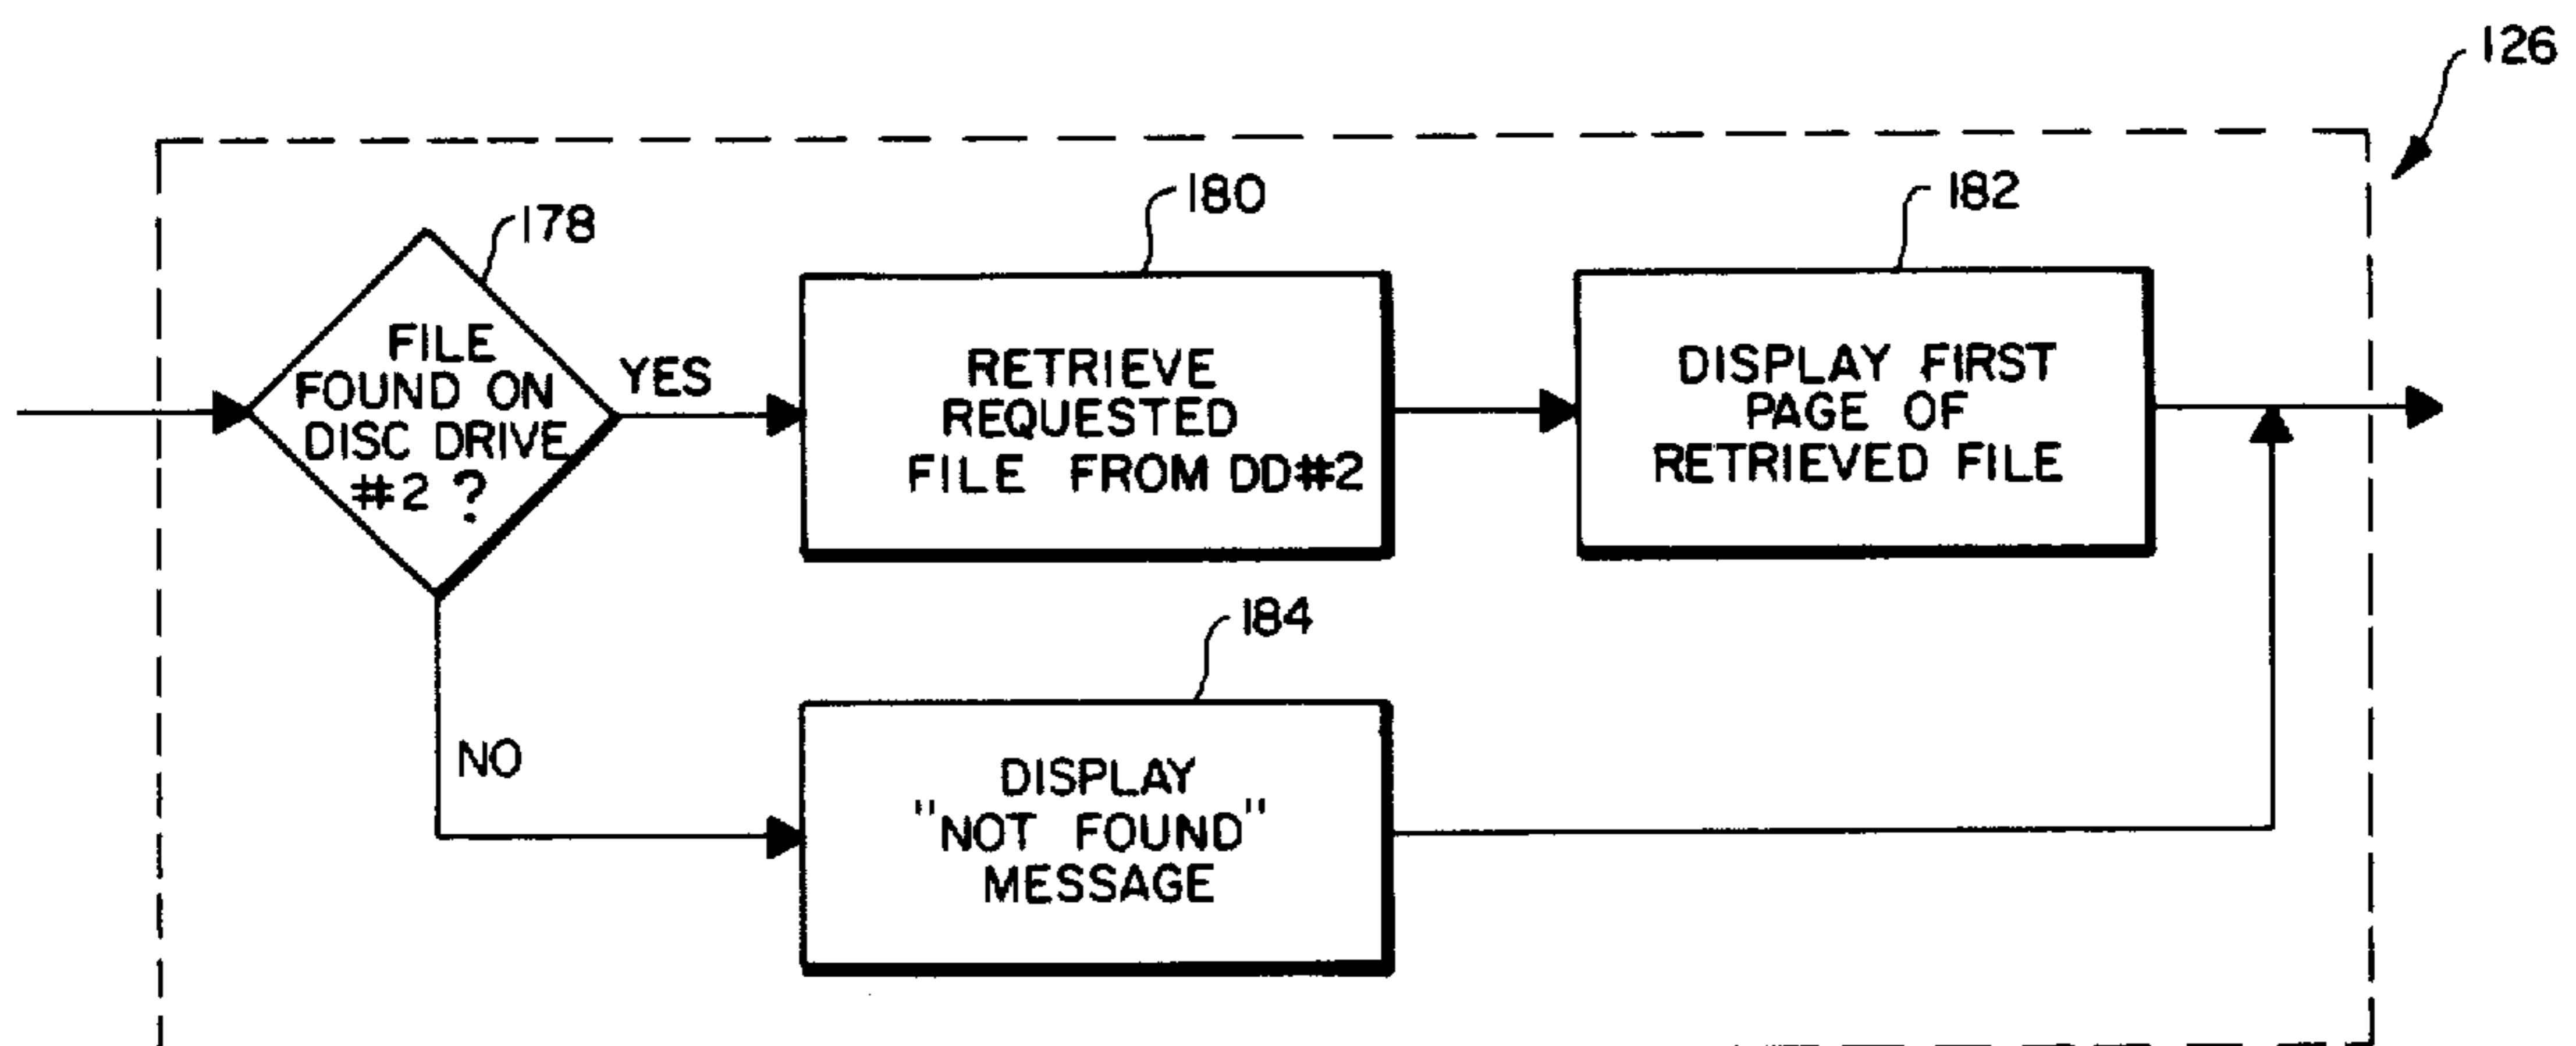 126
178
180
182
FILE
FOUND ON
DISC DRIVE
#2 ?
YES
RETRIEVE
REQUESTED
FILE FROM DD#2
DISPLAY FIRST
PAGE OF
RETRIEVED FILE
184
NO
DISPLAY
"NOT FOUND"
MESSAGE